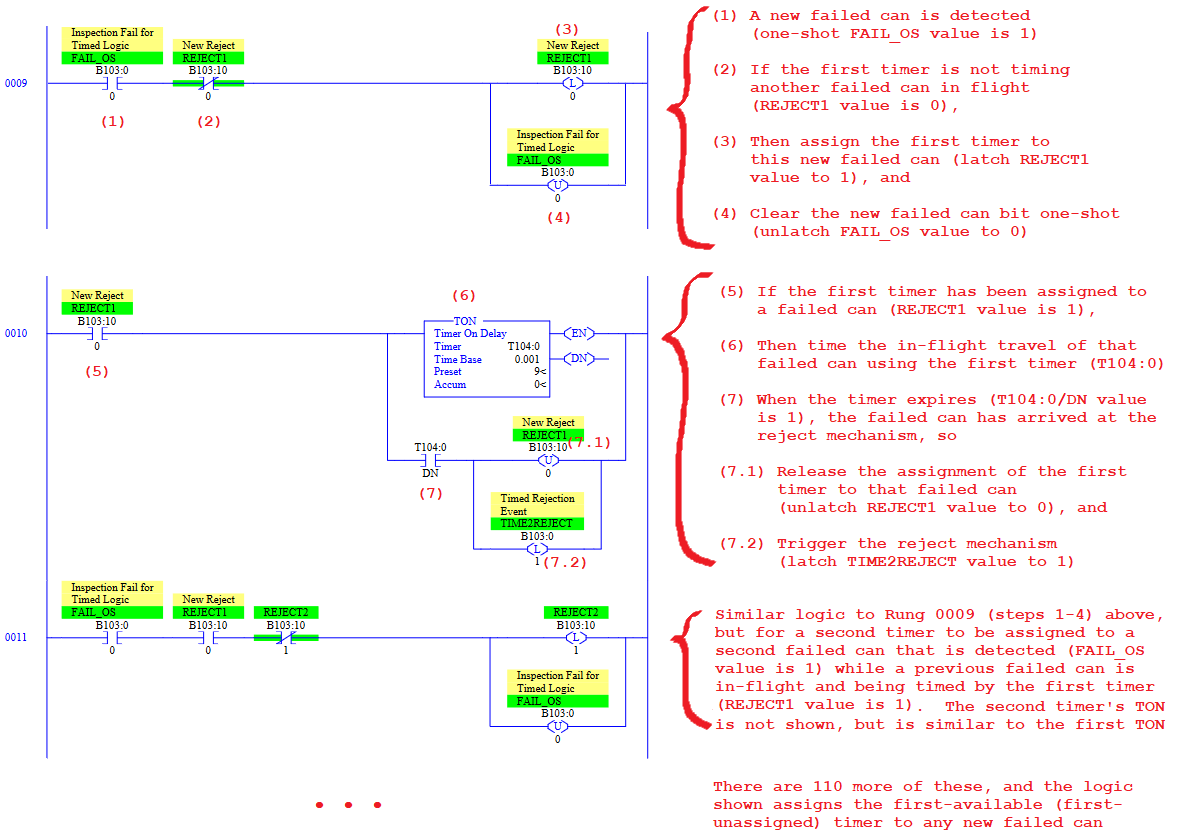 Inspection Fail for
Timed Logic
FAIL_OS
B103:0
0
(1)
New Reject
REJECT1
B103:10
0
(2)
(3)
New Reject
REJECT1
B103:10
L
0
0009
Inspection Fail for
Timed Logic
FAIL_OS
B103:0
U
0
(4)
(1) A new failed can is detected
(one-shot FAIL_OS value is 1)
(2) If the first timer is not timing
another failed can in flight
(REJECT1 value is 0),
(3) Then assign the first timer to
this new failed can (latch REJECT1
value to 1), and
(4) Clear the new failed can bit one-shot
(unlatch FAIL_OS value to 0)
New Reject
REJECT1
B103:10
0010
0
(5)
(6)
TON
Timer On Delay
Timer T104:0
Time Base 0.001
Preset 9<
Accum 0<
EN
DN
T104:0
DN
(7)
New Reject
REJECT1
B103:10
(7.1)
U
0
Timed Rejection
Event
TIME2REJECT
B103:0
L
1
(7.2)
(5) If the first timer has been assigned to
a failed can (REJECT1 value is 1),
(6) Then time the in-flight travel of that
failed can using the first timer (T104:0)
(7) When the timer expires (T104:0/DN value
is 1), the failed can has arrived at the
reject mechanism, so
(7.1) Release the assignment of the first
timer to that failed can
(unlatch REJECT1 value to 0), and
(7.2) Trigger the reject mechanism
(latch TIME2REJECT value to 1)
Inspection Fail for
Timed Logic
FAIL_OS
B103:0
0
New Reject
REJECT1
B103:10
0
REJECT2
B103:10
1
REJECT2
B103:10
L
1
0011
Inspection Fail for
Timed Logic
FAIL_OS
B103:0
U
0
Similar logic to Rung 0009 (steps 1-4) above,
but for a second timer to be assigned to a
second failed can that is detected (FAIL_OS
value is 1) while a previous failed can is
in-flight and being timed by the first timer
(REJECT1 value is 1). The second timer's TON
is not shown, but is similar to the first TON
There are 110 more of these, and the logic
shown assigns the first-available (first-
unassigned) timer to any new failed can